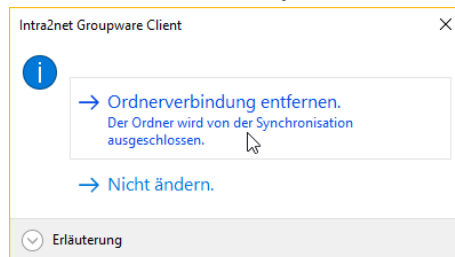 Intra2net Groupware Client
Ordnerverbindung entfernen.
Der Ordner wird von der Synchronisation
ausgeschlossen.
Nicht ändern.
Erläuterung